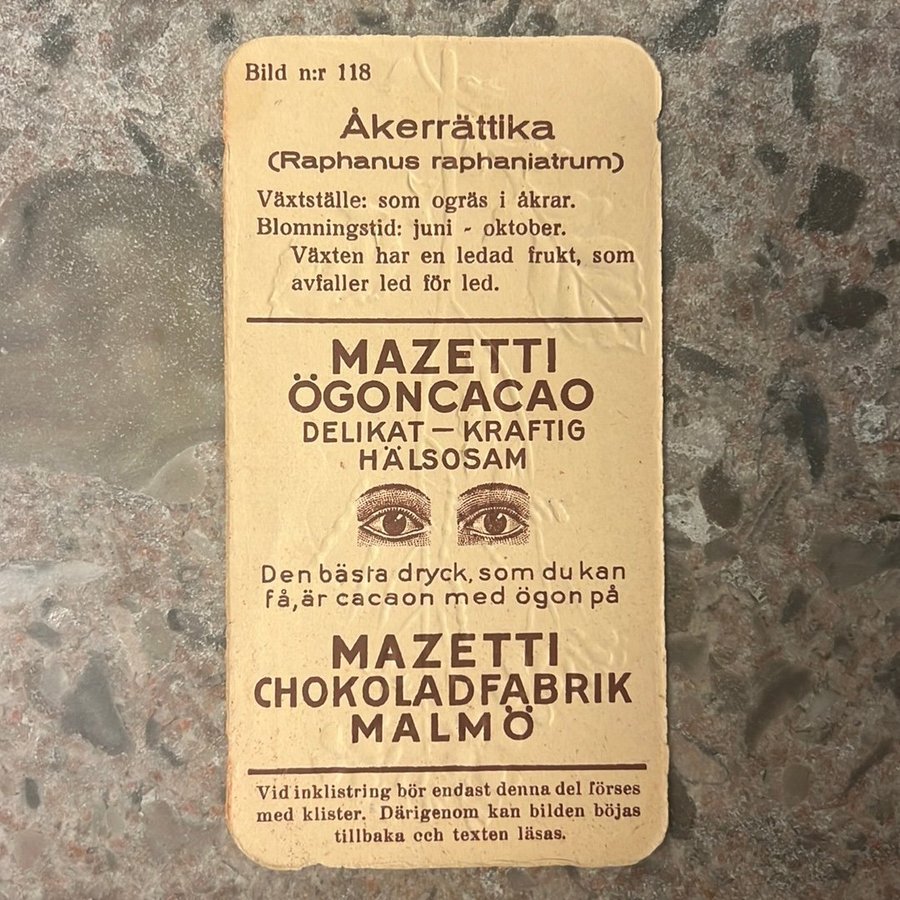 Bild n:r 118
Åkerrättika
(Raphanus raphaniatrum)
Växtställe: som ogräs i åkrar.
Blomningstid: juni - oktober.
Växten har en ledad frukt, som
avfaller led för led.
MAZETTI
ÖGONCACAO
DELIKAT — KRAFTIG
HÄLSOSAM
Den bästa dryck, som du kan
få, är cacaon med ögon på
MAZETTI
CHOKOLADFABRIK
MALMÖ
Vid inklistring bör endast denna del förses
med klister. Därigenom kan bilden böjas
tillbaka och texten läsas.